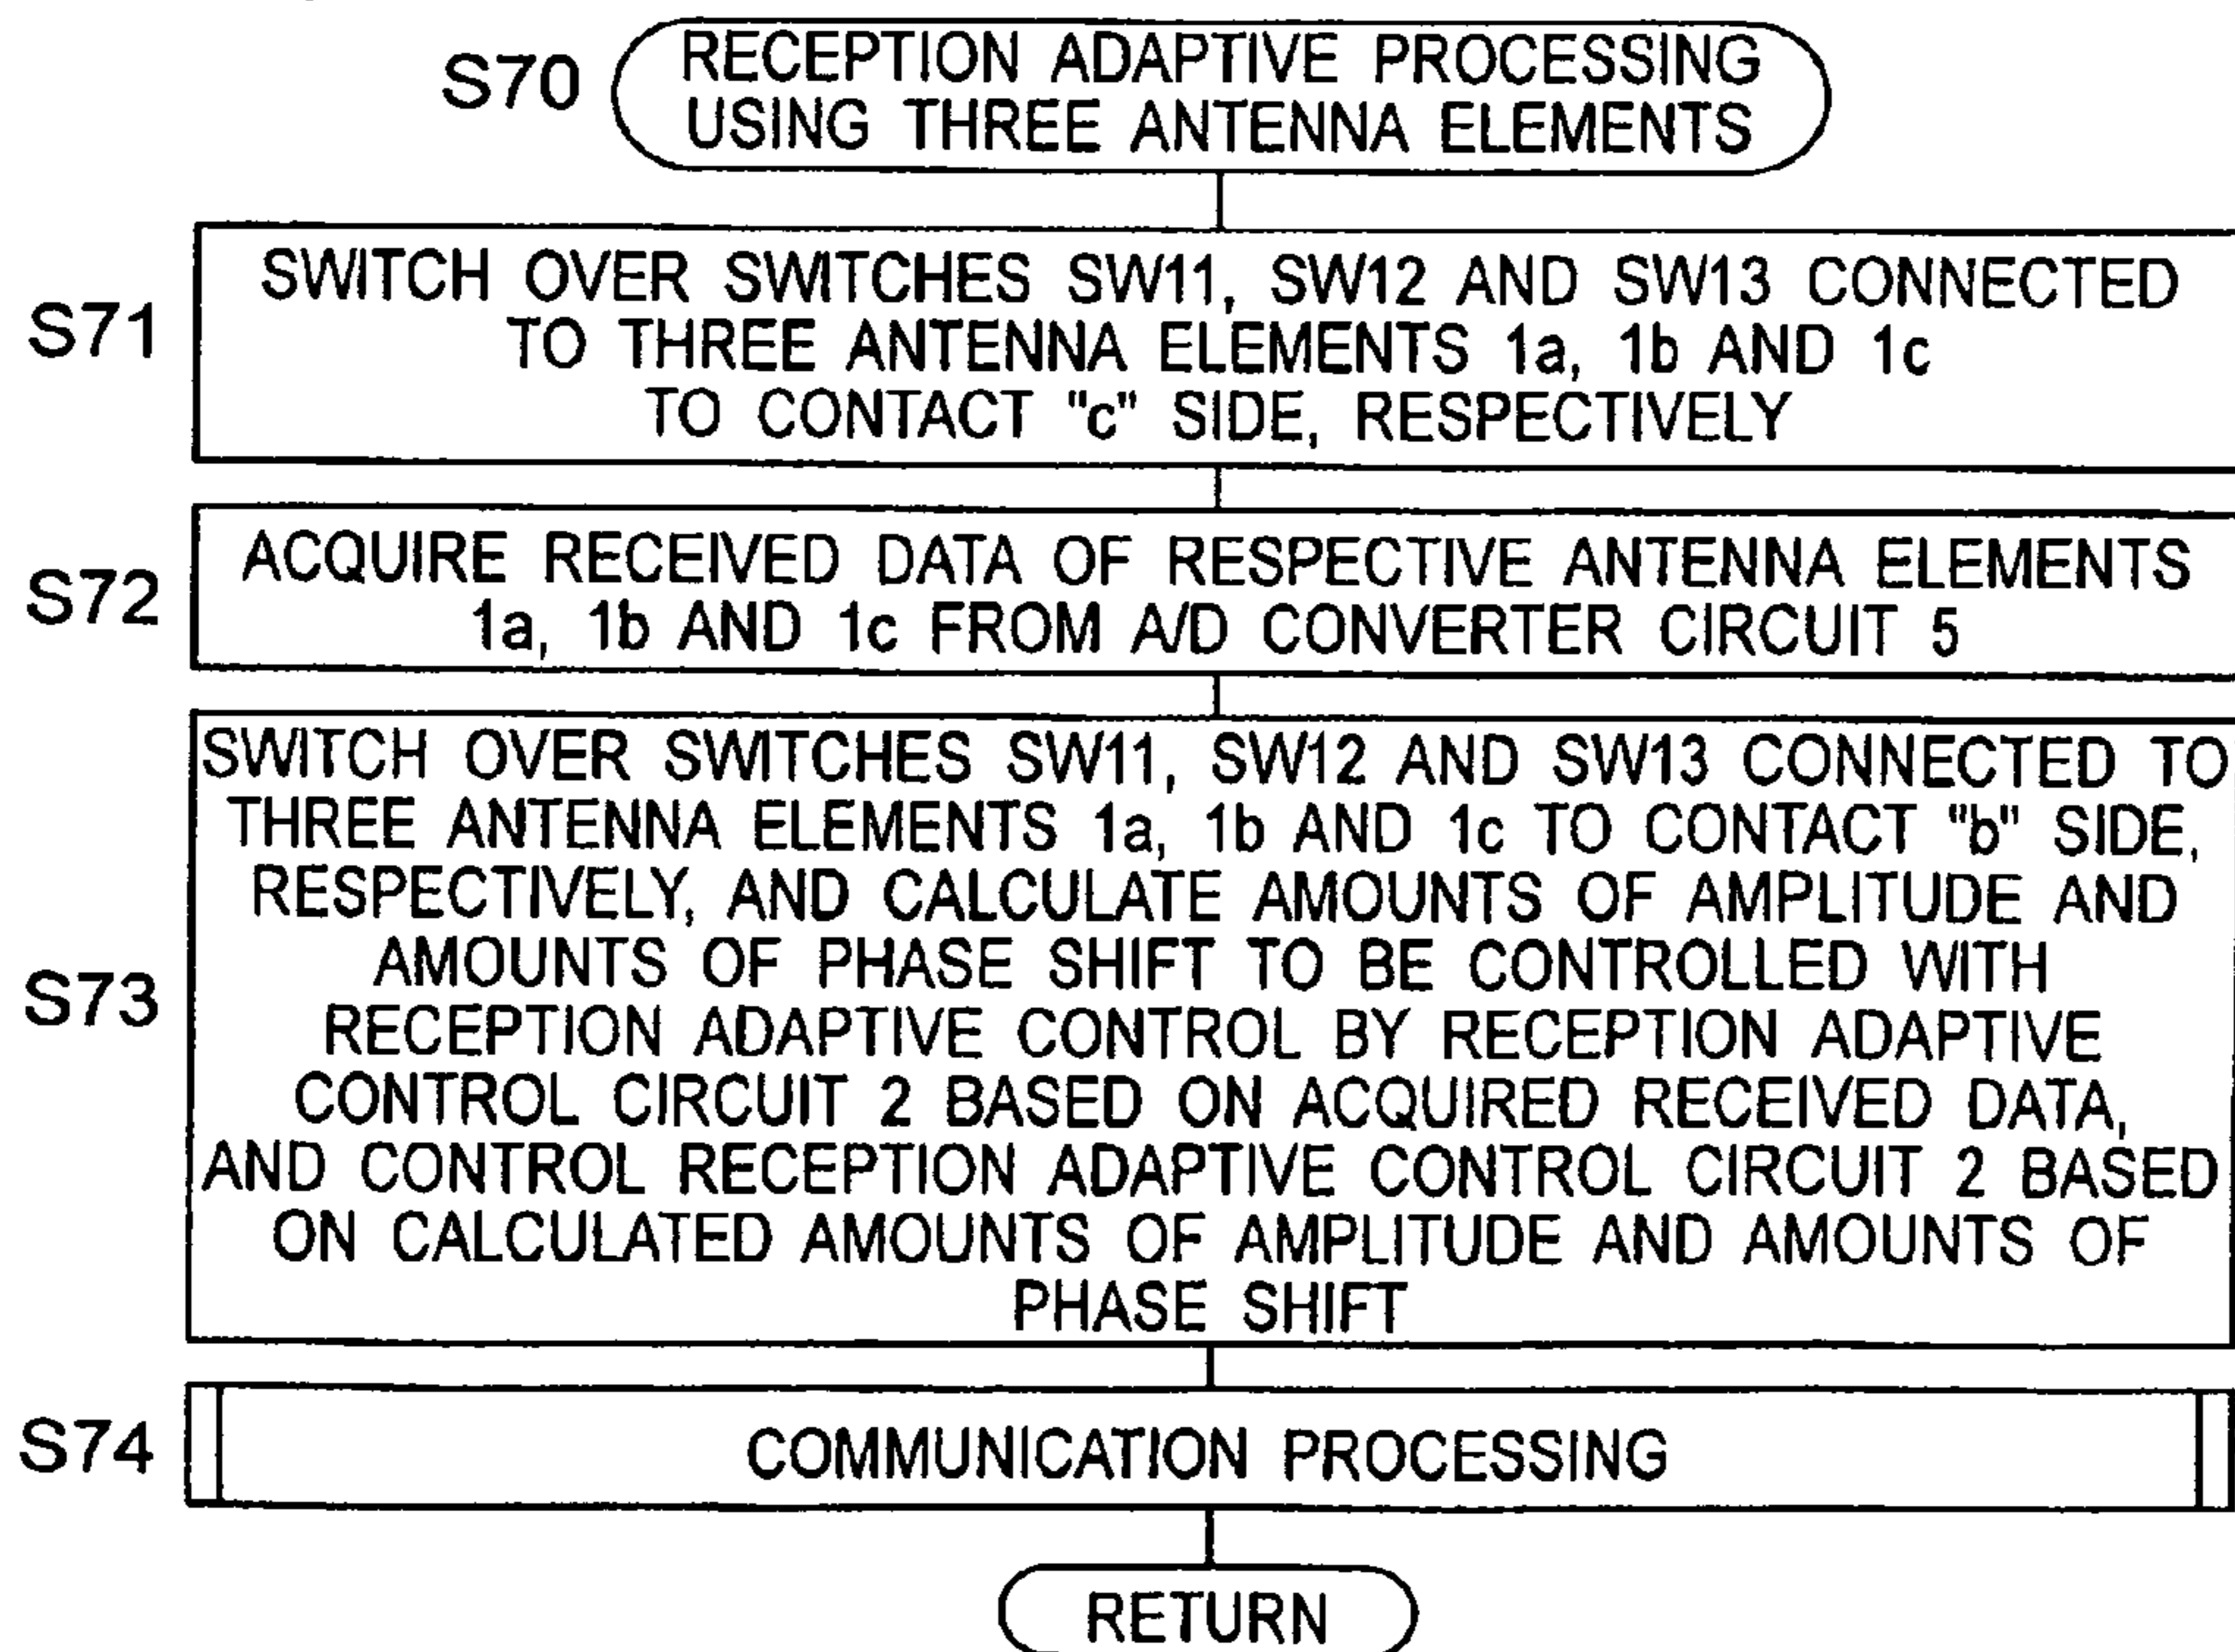 S70
RECEPTION ADAPTIVE PROCESSING
USING THREE ANTENNA ELEMENTS
S71
SWITCH OVER SWITCHES SW11, SW12 AND SW13 CONNECTED
TO THREE ANTENNA ELEMENTS 1a, 1b AND 1c
TO CONTACT "c" SIDE, RESPECTIVELY
S72
ACQUIRE RECEIVED DATA OF RESPECTIVE ANTENNA ELEMENTS
1a, 1b AND 1c FROM A/D CONVERTER CIRCUIT 5
S73
SWITCH OVER SWITCHES SW11, SW12 AND SW13 CONNECTED TO
THREE ANTENNA ELEMENTS 1a, 1b AND 1c TO CONTACT "b" SIDE,
RESPECTIVELY, AND CALCULATE AMOUNTS OF AMPLITUDE AND
AMOUNTS OF PHASE SHIFT TO BE CONTROLLED WITH
RECEPTION ADAPTIVE CONTROL BY RECEPTION ADAPTIVE
CONTROL CIRCUIT 2 BASED ON ACQUIRED RECEIVED DATA,
AND CONTROL RECEPTION ADAPTIVE CONTROL CIRCUIT 2 BASED
ON CALCULATED AMOUNTS OF AMPLITUDE AND AMOUNTS OF
PHASE SHIFT
S74
COMMUNICATION PROCESSING
RETURN